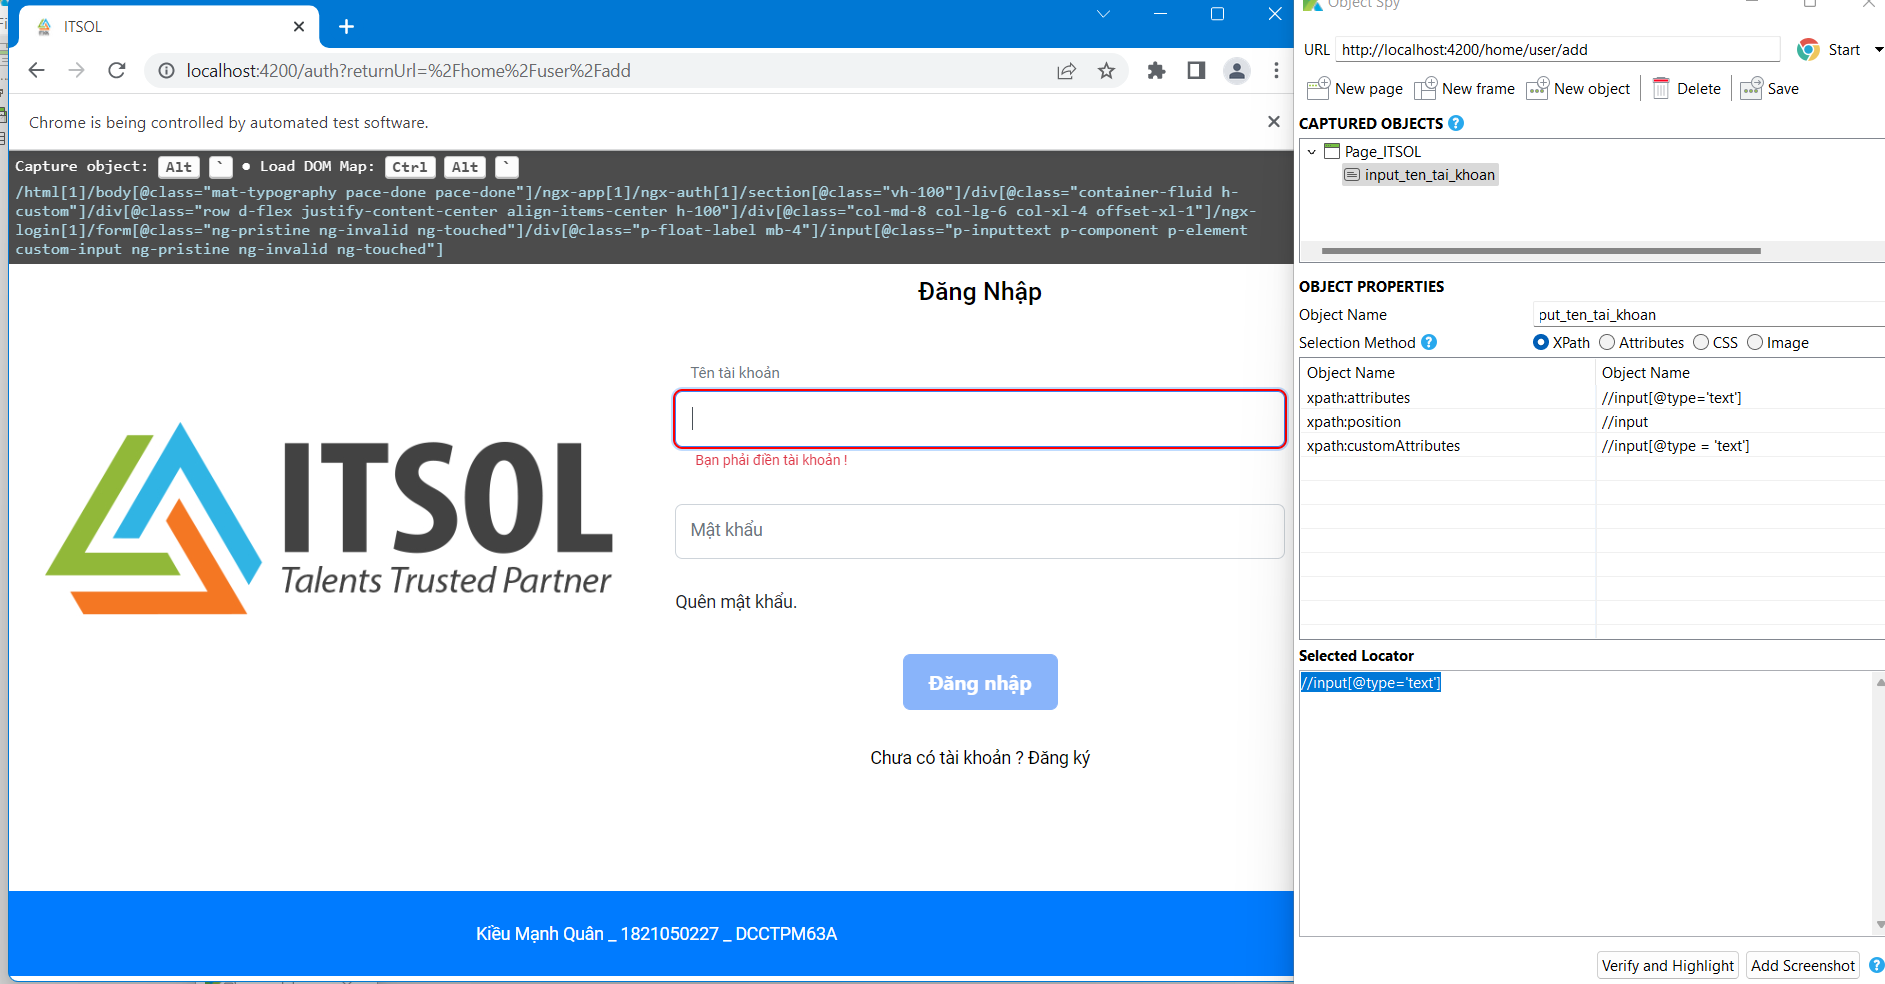 ITSOL
localhost:4200/auth?returnUrl=%2Fhome%2Fuser%2Fadd
Chrome is being controlled by automated test software.
Capture object: Alt ` ● Load DOM Map: Ctrl Alt `
/html[1]/body[@class="mat-typography pace-done pace-done"]/ngx-app[1]/ngx-auth[1]/section[@class="vh-100"]/div[@class="container-fluid h-
custom"]/div[@class="row d-flex justify-content-center align-items-center h-100"]/div[@class="col-md-8 col-lg-6 col-xl-4 offset-xl-1"]/ngx-
login[1]/form[@class="ng-pristine ng-invalid ng-touched"]/div[@class="p-float-label mb-4"]/input[@class="p-inputtext p-component p-element
custom-input ng-pristine ng-invalid ng-touched"]
ITSOL
Talents Trusted Partner
Đăng Nhập
Tên tài khoản
Bạn phải điền tài khoản !
Mật khẩu
Quên mật khẩu.
Đăng nhập
Chưa có tài khoản ? Đăng ký
Kiều Mạnh Quân _ 1821050227 _ DCCTPM63A
Object Spy
URL http://localhost:4200/home/user/add Start
New page New frame New object Delete Save
CAPTURED OBJECTS ?
Page_ITSOL
input_ten_tai_khoan
OBJECT PROPERTIES
Object Name put_ten_tai_khoan
Selection Method ? XPath Attributes CSS Image
Object Name Object Name
xpath:attributes //input[@type='text']
xpath:position //input
xpath:customAttributes //input[@type = 'text']
Selected Locator
//input[@type='text']
Verify and Highlight Add Screenshot ?